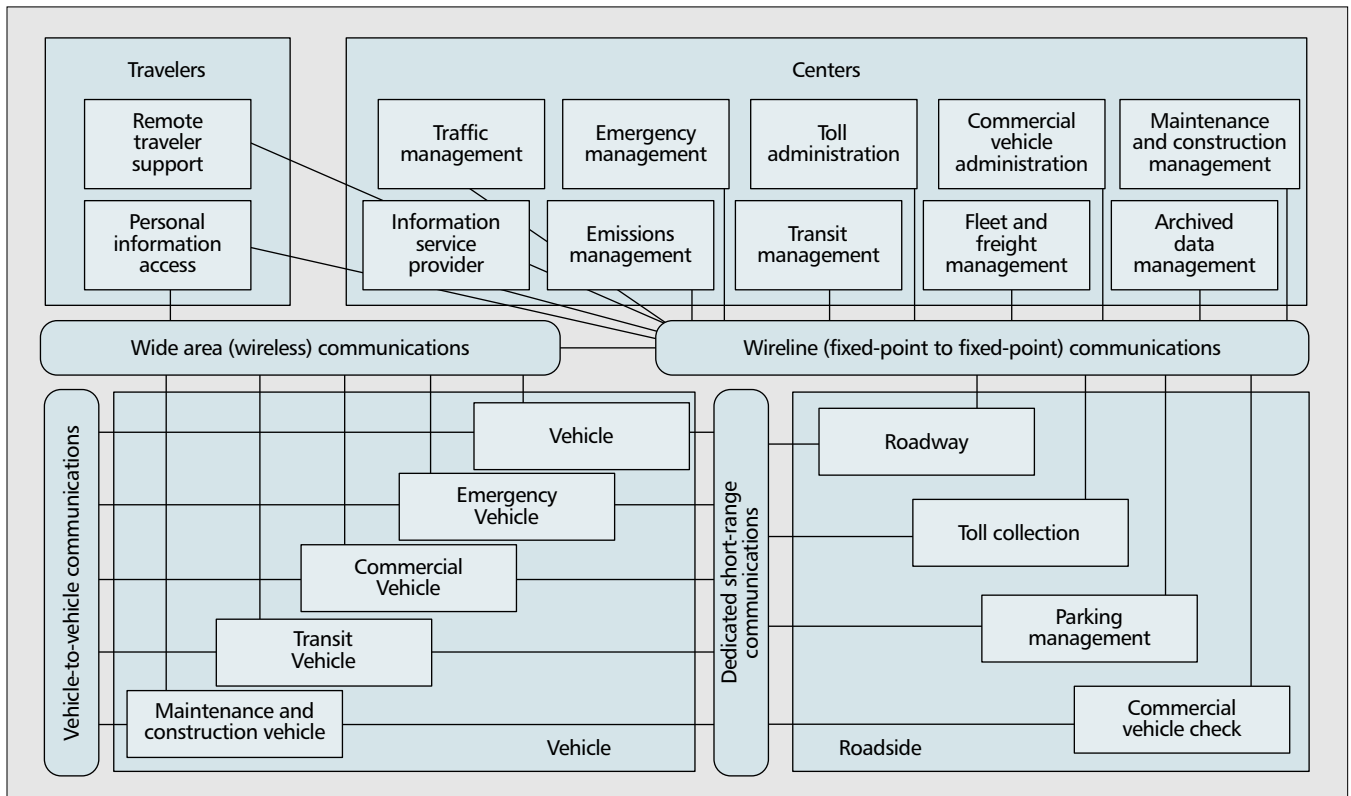 Travelers
Remote
traveler
support
Personal
information
access
Centers
Traffic
management
Emergency
management
Toll
administration
Commercial
vehicle
administration
Maintenance
and construction
management
Information
service
provider
Emissions
management
Transit
management
Fleet and
freight
management
Archived
data
management
Wide area (wireless) communications
Wireline (fixed-point to fixed-point) communications
Vehicle-to-vehicle communications
Vehicle
Emergency
Vehicle
Commercial
Vehicle
Transit
Vehicle
Maintenance and
construction vehicle
Vehicle
Dedicated short-range
communications
Roadway
Toll collection
Parking
management
Commercial
vehicle check
Roadside